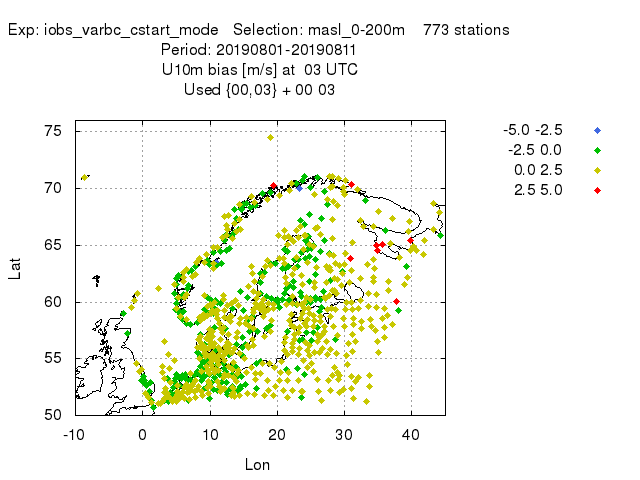 Exp: iobs_varbc_cstart_mode Selection: masl_0-200m 773 stations
Period: 20190801-20190811
U10m bias [m/s] at 03 UTC
Used {00,03} + 00 03
-5.0 -2.5
-2.5 0.0
0.0 2.5
2.5 5.0
75
70
65
60
55
50
Lat
-10 0 10 20 30 40
Lon